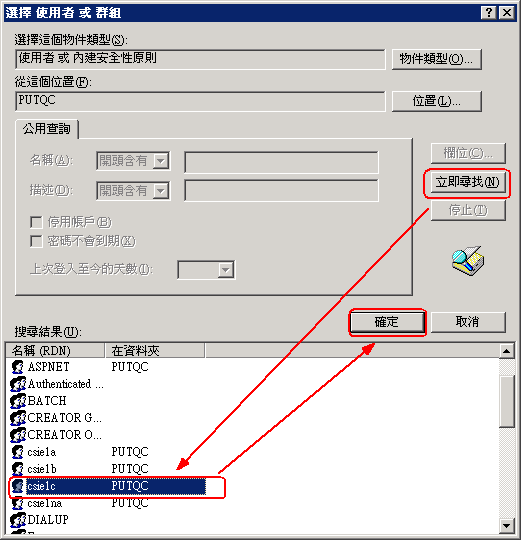 選擇 使用者 或 群組
選擇這個物件類型(S):
使用者 或 內建安全性原則
物件類型(O)...
從這個位置(F):
PUTQC
位置(L)...
公用查詢
名稱(A):
開頭含有
描述(D):
開頭含有
停用帳戶(B)
密碼不會到期(X)
上次登入至今的天數(I):
欄位(C)...
立即尋找(N)
停止(T)
確定
取消
搜尋結果(U):
名稱 (RDN) 在資料夾
ASPNET PUTQC
Authenticated ...
BATCH
CREATOR G...
CREATOR O...
csie1a PUTQC
csie1b PUTQC
csie1c PUTQC
csie1na PUTQC
DIALUP